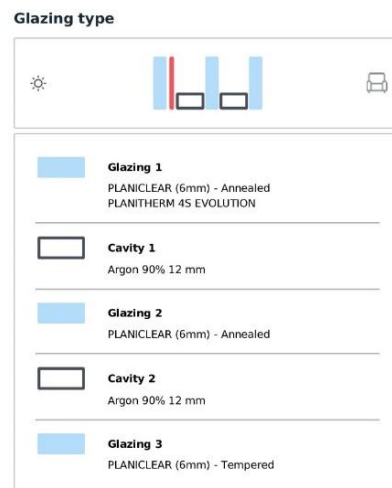 Glazing type
Glazing 1
PLANICLEAR (6mm) - Annealed
PLANITHERM 4S EVOLUTION
Cavity 1
Argon 90% 12 mm
Glazing 2
PLANICLEAR (6mm) - Annealed
Cavity 2
Argon 90% 12 mm
Glazing 3
PLANICLEAR (6mm) - Tempered